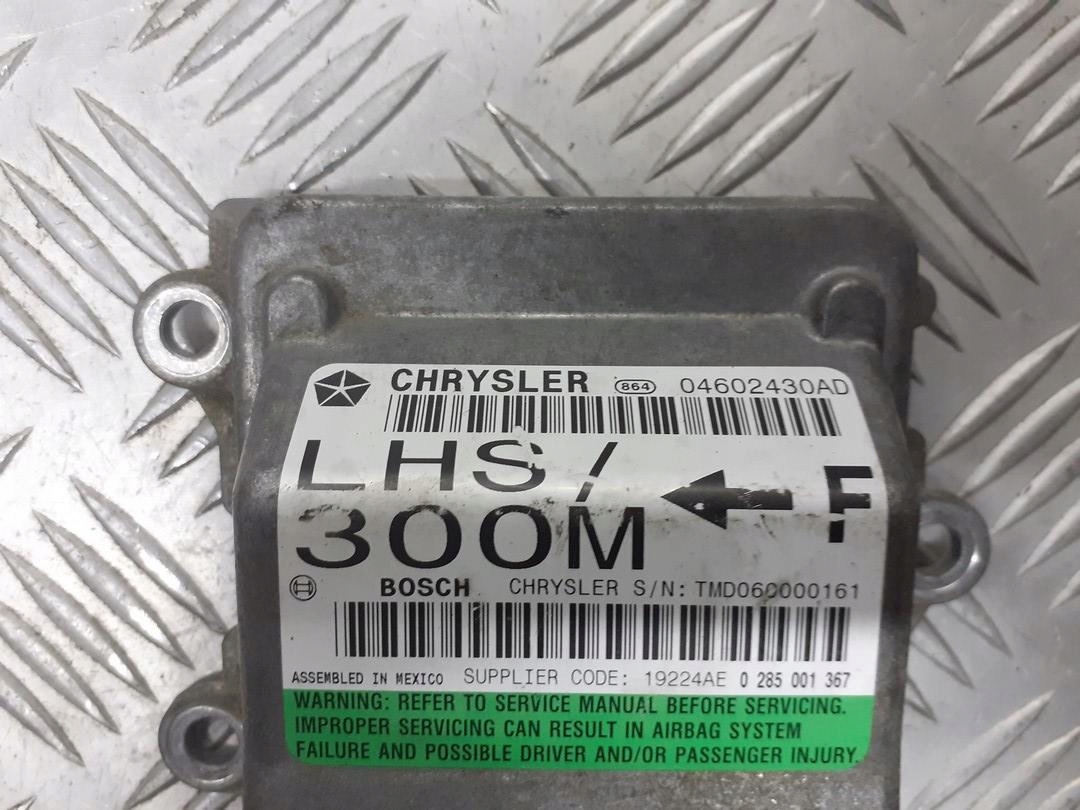 CHRYSLER 864 04602430AD
LHS/
300M
F
BOSCH CHRYSLER S/N: TMD060000161
ASSEMBLED IN MEXICO SUPPLIER CODE: 19224AE 0 285 001 367
WARNING: REFER TO SERVICE MANUAL BEFORE SERVICING.
IMPROPER SERVICING CAN RESULT IN AIRBAG SYSTEM
FAILURE AND POSSIBLE DRIVER AND/OR PASSENGER INJURY.